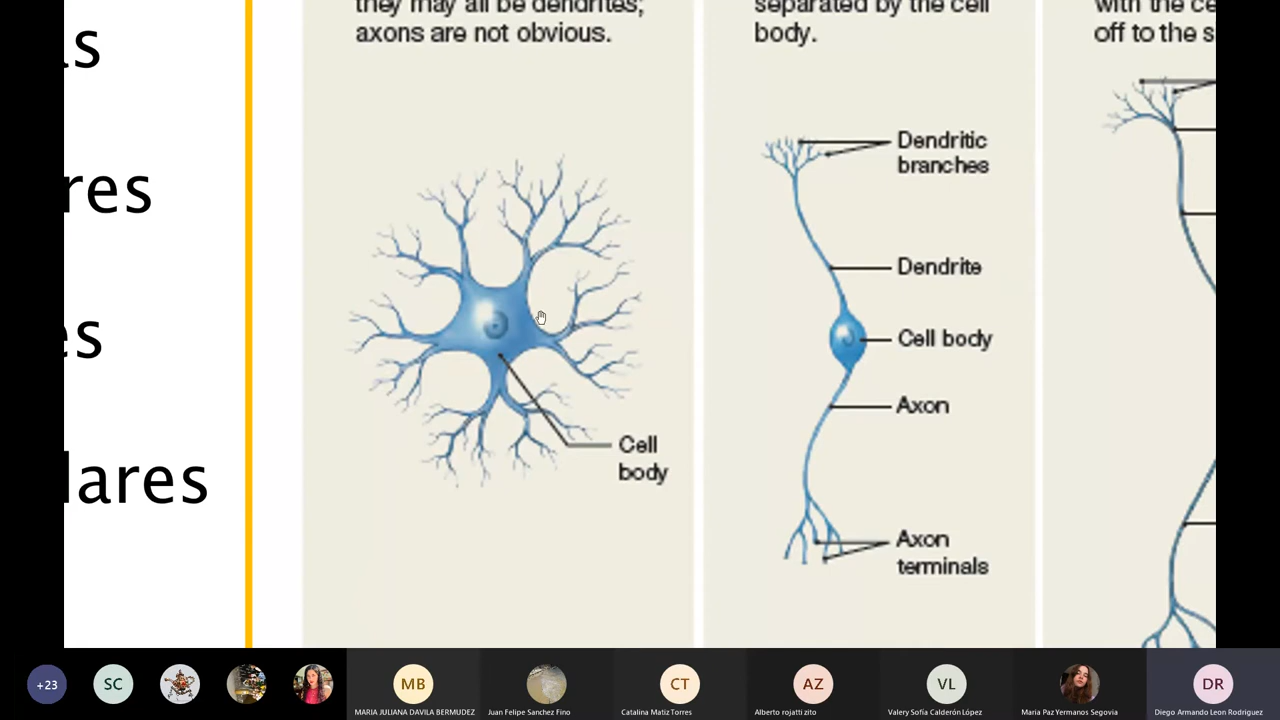 they may all be dendrites;
axons are not obvious.
separated by the cell
body.
with the ce
off to the s
as
res
es
lares
Cell
body
Dendritic
branches
Dendrite
Cell body
Axon
Axon
terminals
+23
SC
MB
MARIA JULIANA DAVILA BERMUDEZ
Juan Felipe Sanchez Fino
CT
Catalina Matiz Torres
AZ
Alberto rojatti zito
VL
Valery Sofía Calderón López
Maria Paz Yermanos Segovia
DR
Diego Armando Leon Rodriguez